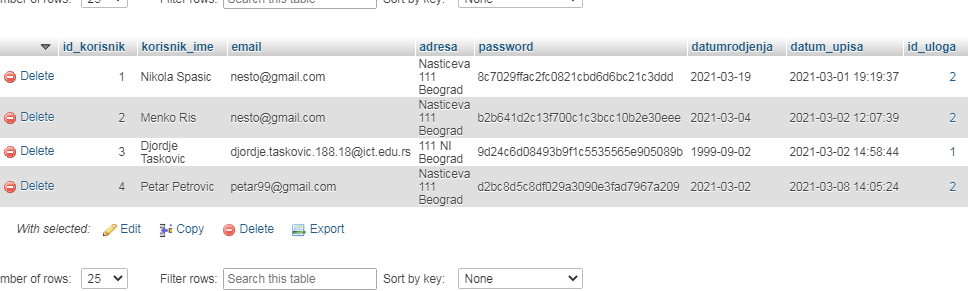 mber of rows: 25 Filter rows: Search this table Sort by key: None
id_korisnik korisnik_ime email adresa password datumrodjenja datum_upisa id_uloga
Delete 1 Nikola Spasic nesto@gmail.com Nasticeva 111 Beograd 8c7029ffac2fc0821cbd6d6bc21c3ddd 2021-03-19 2021-03-01 19:19:37 2
Delete 2 Menko Ris nesto@gmail.com Nasticeva 111 Beograd b2b641d2c13f700c1c3bcc10b2e30eee 2021-03-04 2021-03-02 12:07:39 2
Delete 3 Djordje Taskovic djordje.taskovic.188.18@ict.edu.rs 111 NI Beograd 9d24c6d08493b9f1c5535565e905089b 1999-09-02 2021-03-02 14:58:44 1
Delete 4 Petar Petrovic petar99@gmail.com Nasticeva 111 Beograd d2bc8d5c8df029a3090e3fad7967a209 2021-03-02 2021-03-08 14:05:24 2
With selected: Edit Copy Delete Export
mber of rows: 25 Filter rows: Search this table Sort by key: None